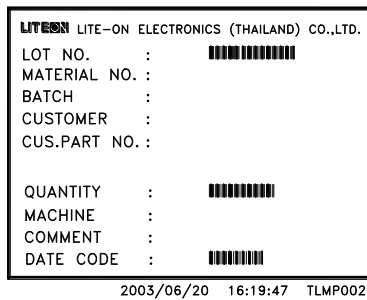 LITEON LITE-ON ELECTRONICS (THAILAND) CO.,LTD.
LOT NO. :
MATERIAL NO. :
BATCH :
CUSTOMER :
CUS.PART NO. :
QUANTITY :
MACHINE :
COMMENT :
DATE CODE :
2003/06/20 16:19:47 TLMP002